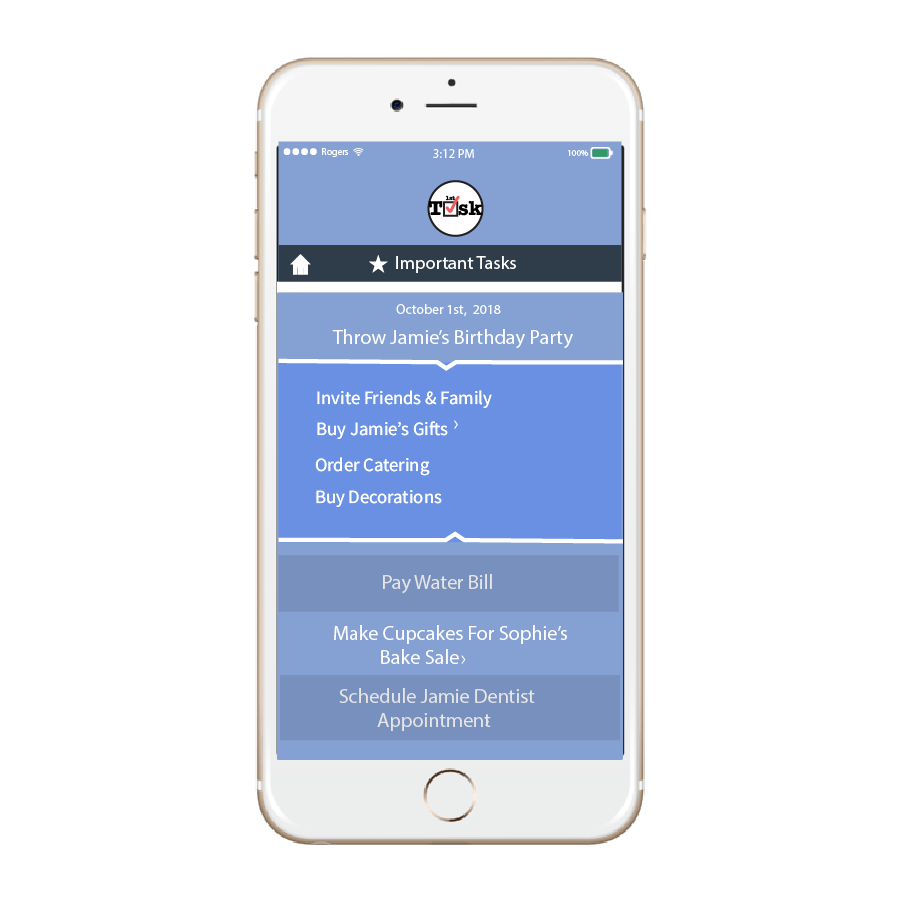 Rogers 3:12 PM 100%
1st
Task
Important Tasks
October 1st, 2018
Throw Jamie’s Birthday Party
Invite Friends & Family
Buy Jamie’s Gifts ›
Order Catering
Buy Decorations
Pay Water Bill
Make Cupcakes For Sophie’s
Bake Sale›
Schedule Jamie Dentist
Appointment